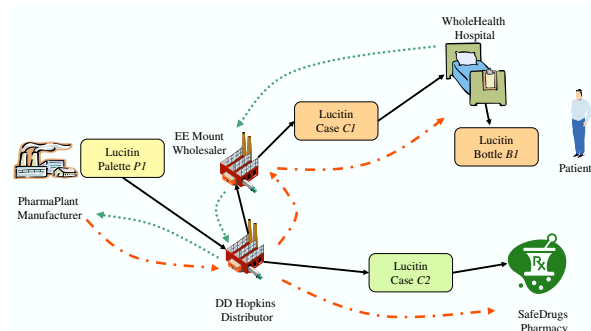 WholeHealth
Hospital
Lucitin
Case C1
EE Mount
Wholesaler
Lucitin
Palette P1
Lucitin
Bottle B1
Patient
PharmaPlant
Manufacturer
Lucitin
Case C2
Rx
DD Hopkins
Distributor
SafeDrugs
Pharmacy